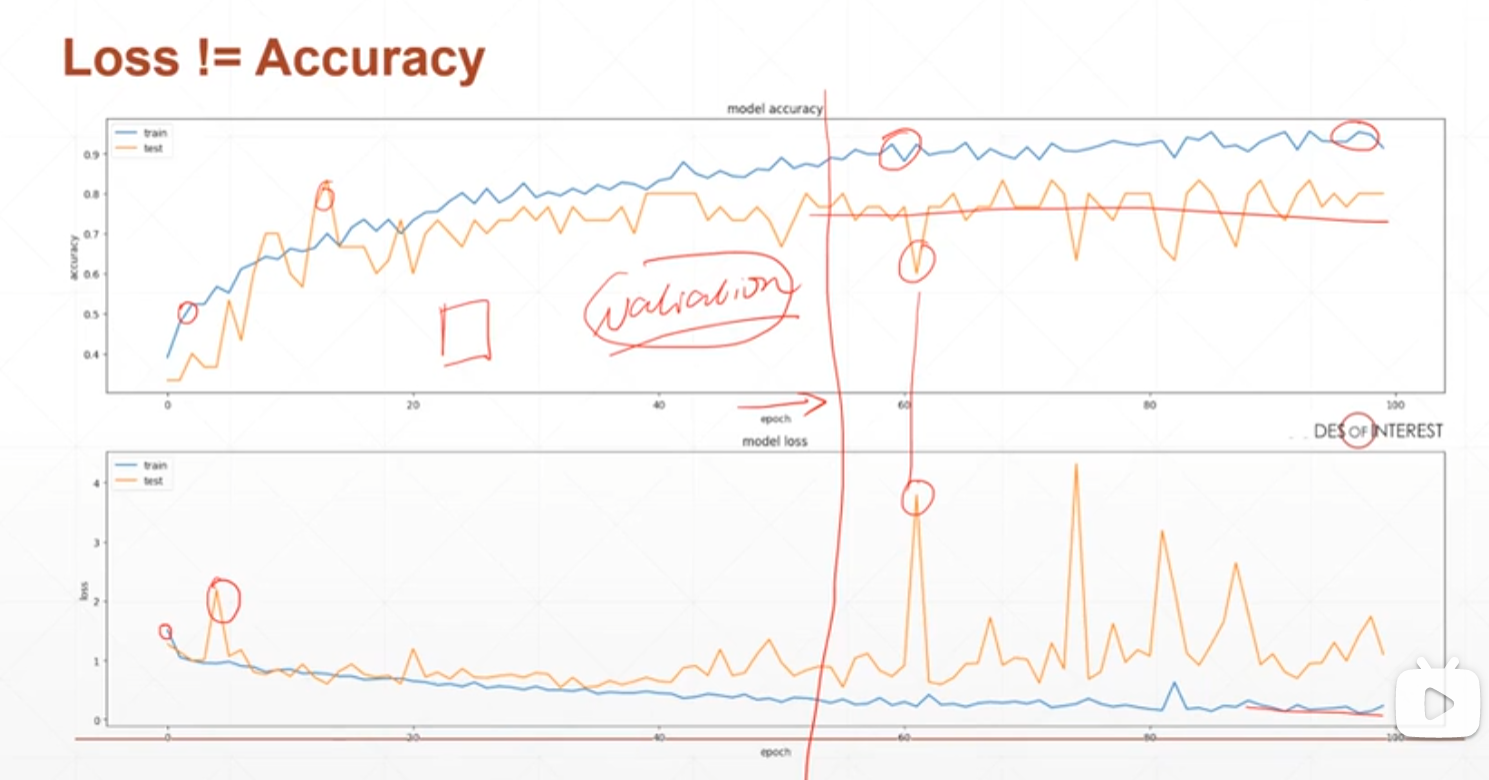 Loss != Accuracy
model accuracy
train
test
0.9
0.8
0.7
0.6
0.5
0.4
accuracy
0 20 40 60 80 100
epoch
DES OF INTEREST
model loss
train
test
4
3
2
1
0
loss
0 20 40 60 80 100
epoch